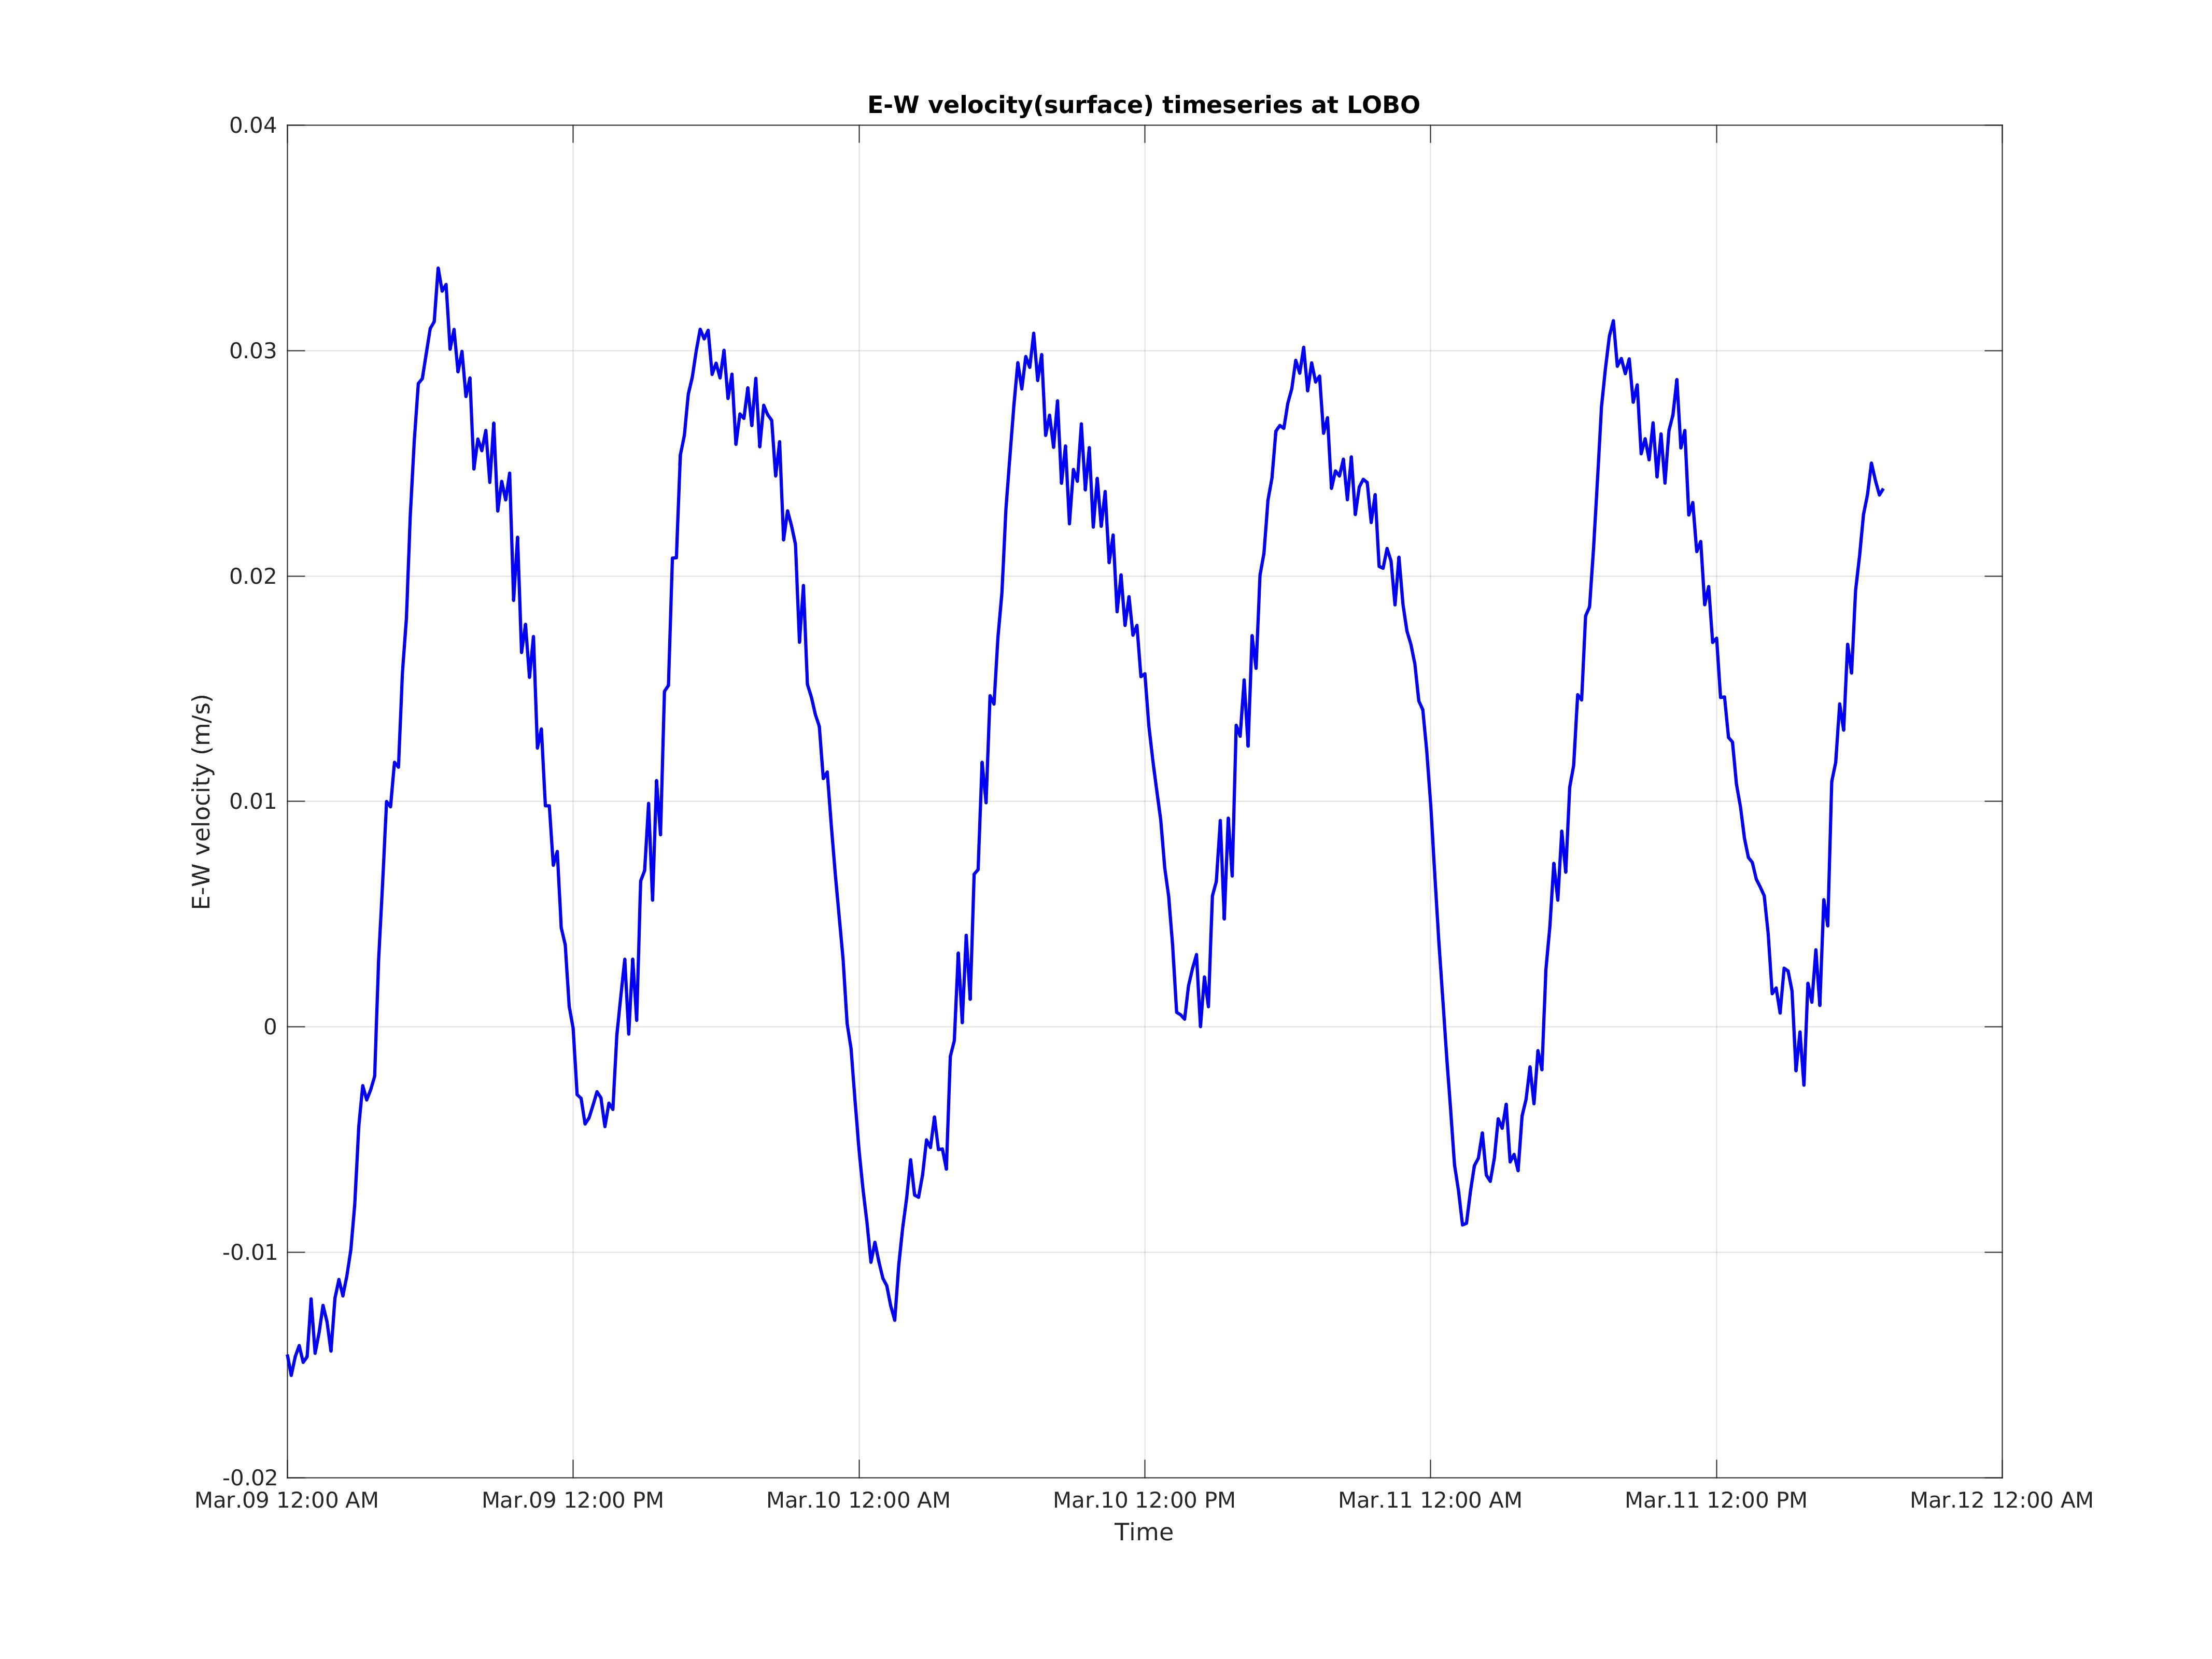 E-W velocity(surface) timeseries at LOBO
0.04
0.03
0.02
0.01
0
-0.01
-0.02
E-W velocity (m/s)
Mar.09 12:00 AM Mar.09 12:00 PM Mar.10 12:00 AM Mar.10 12:00 PM Mar.11 12:00 AM Mar.11 12:00 PM Mar.12 12:00 AM
Time